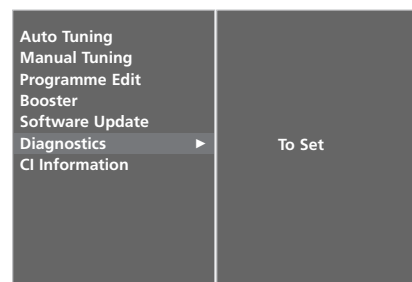 Auto Tuning
Manual Tuning
Programme Edit
Booster
Software Update
Diagnostics
CI Information
To Set